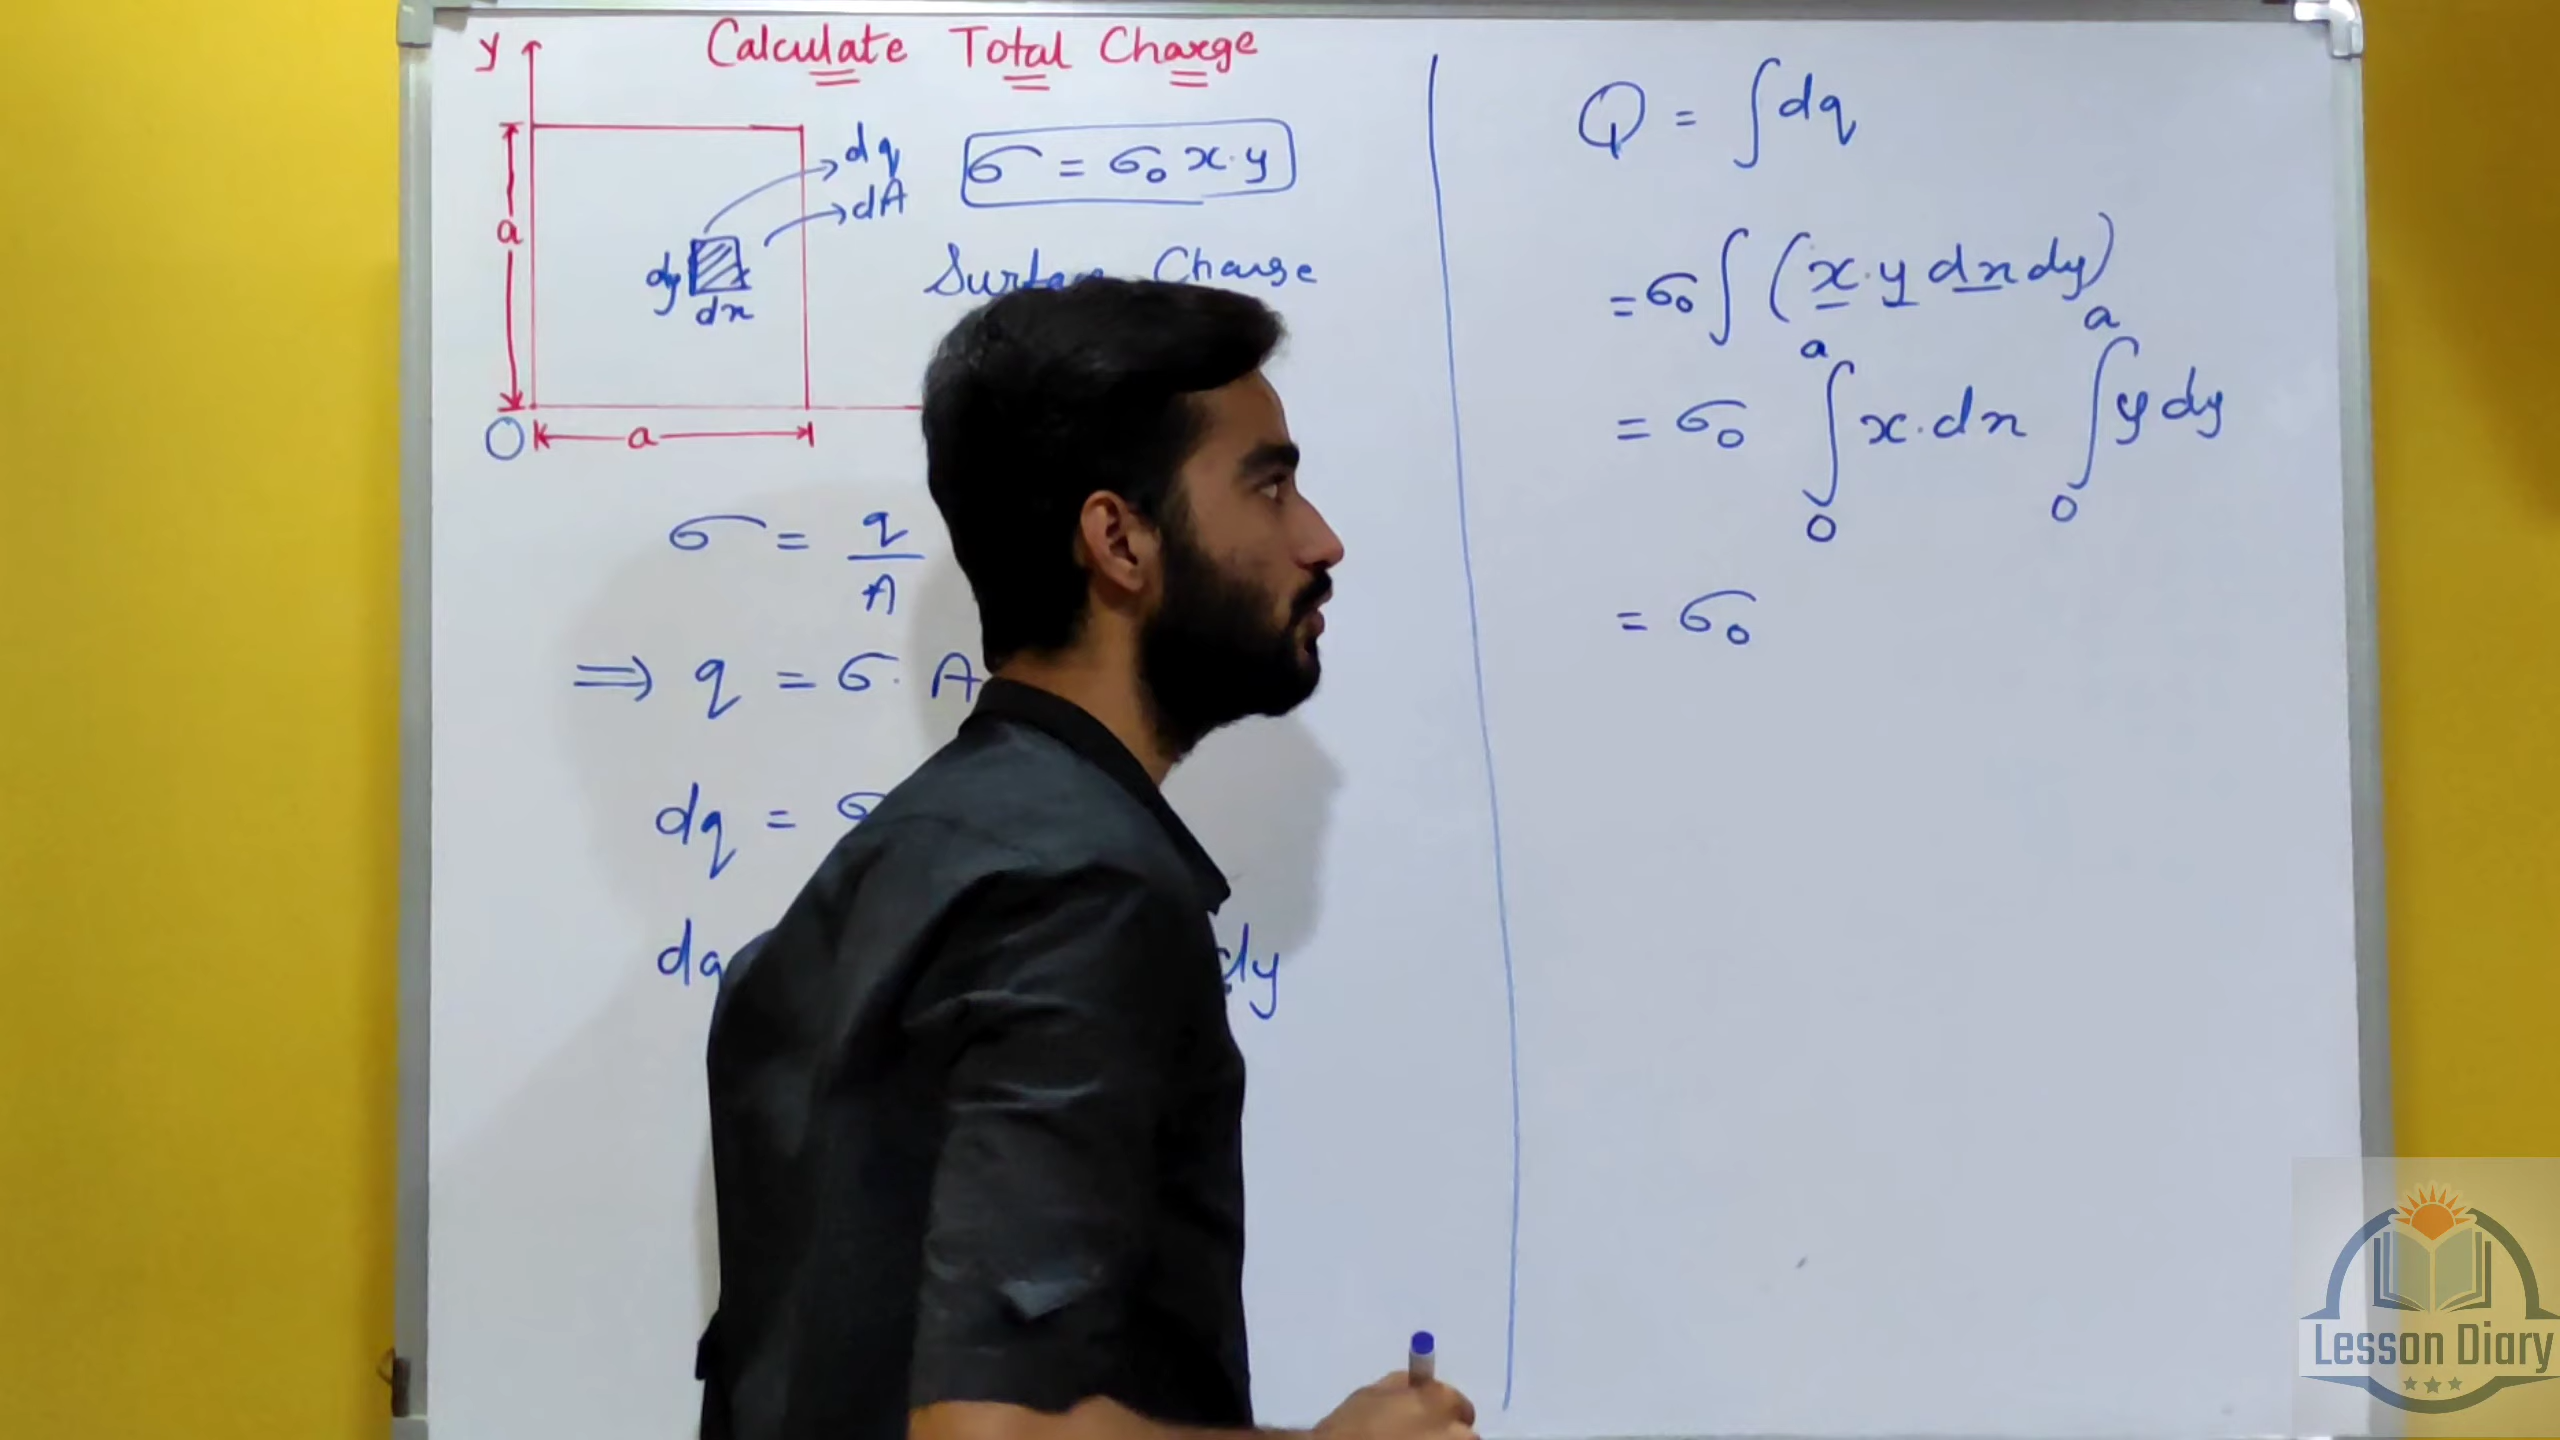 Calculate Total Charge
y
a
dq
dA
dy
dx
O
a
σ = σ₀ x.y
Charge
σ = q/A
⇒ q = σ. A
dq = σ
dq
dy
Q = ∫dq
= σ₀ ∫ (x.y dx dy)
= σ₀ ∫₀ᵃ x.dx ∫₀ᵃ y dy
= σ₀
Lesson Diary